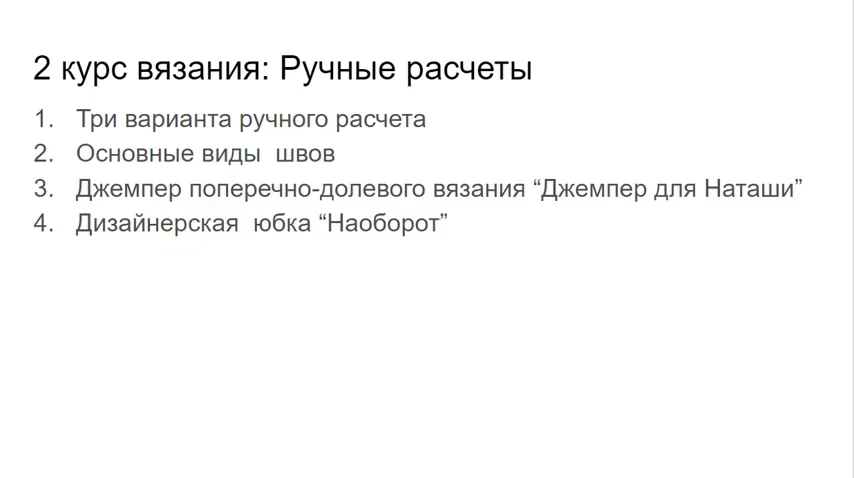 2 курс вязания: Ручные расчеты
1. Три варианта ручного расчета
2. Основные виды  швов
3. Джемпер поперечно-долевого вязания “Джемпер для Наташи”
4. Дизайнерская  юбка “Наоборот”